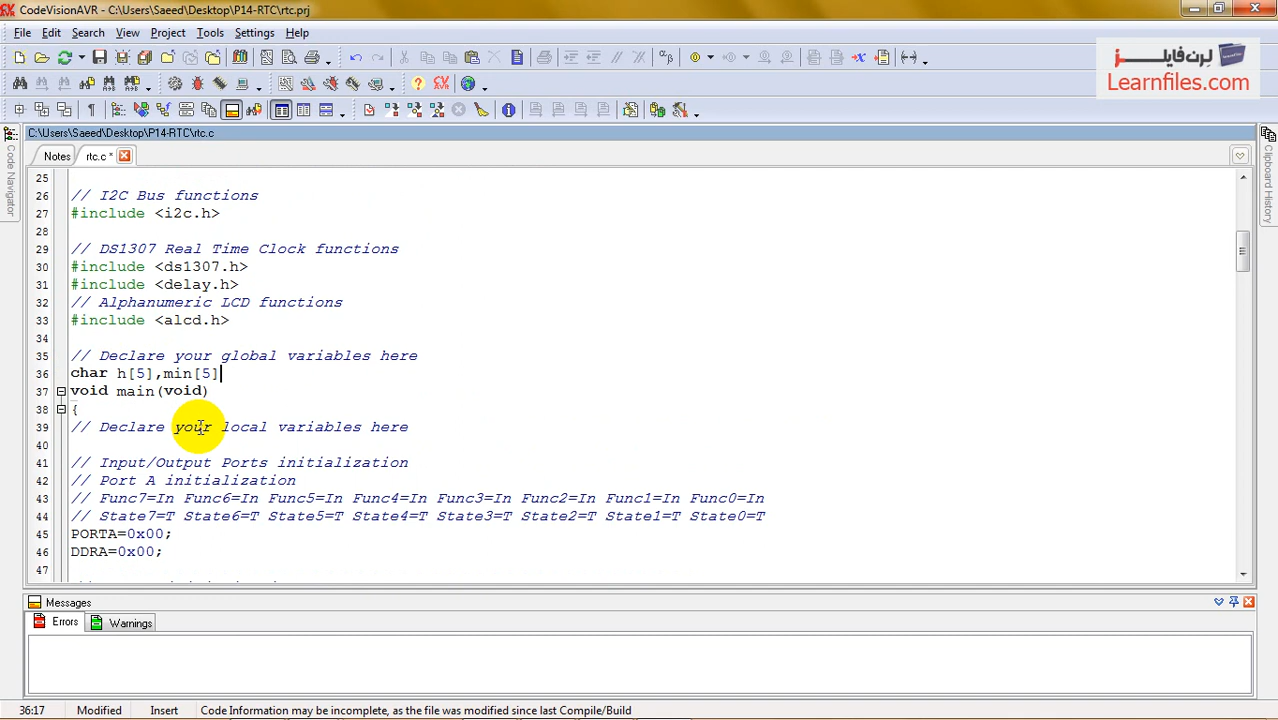 CodeVisionAVR - C:\Users\Saeed\Desktop\P14-RTC\rtc.prj
File Edit Search View Project Tools Settings Help
لرن فایلز
Learnfiles.com
C:\Users\Saeed\Desktop\P14-RTC\rtc.c
Code Navigator
Notes rtc.c *
Clipboard History
25
26 // I2C Bus functions
27 #include <i2c.h>
28
29 // DS1307 Real Time Clock functions
30 #include <ds1307.h>
31 #include <delay.h>
32 // Alphanumeric LCD functions
33 #include <alcd.h>
34
35 // Declare your global variables here
36 char h[5],min[5]
37 void main(void)
38 {
39 // Declare your local variables here
40
41 // Input/Output Ports initialization
42 // Port A initialization
43 // Func7=In Func6=In Func5=In Func4=In Func3=In Func2=In Func1=In Func0=In
44 // State7=T State6=T State5=T State4=T State3=T State2=T State1=T State0=T
45 PORTA=0x00;
46 DDRA=0x00;
47
Messages
Errors Warnings
36:17 Modified Insert Code Information may be incomplete, as the file was modified since last Compile/Build